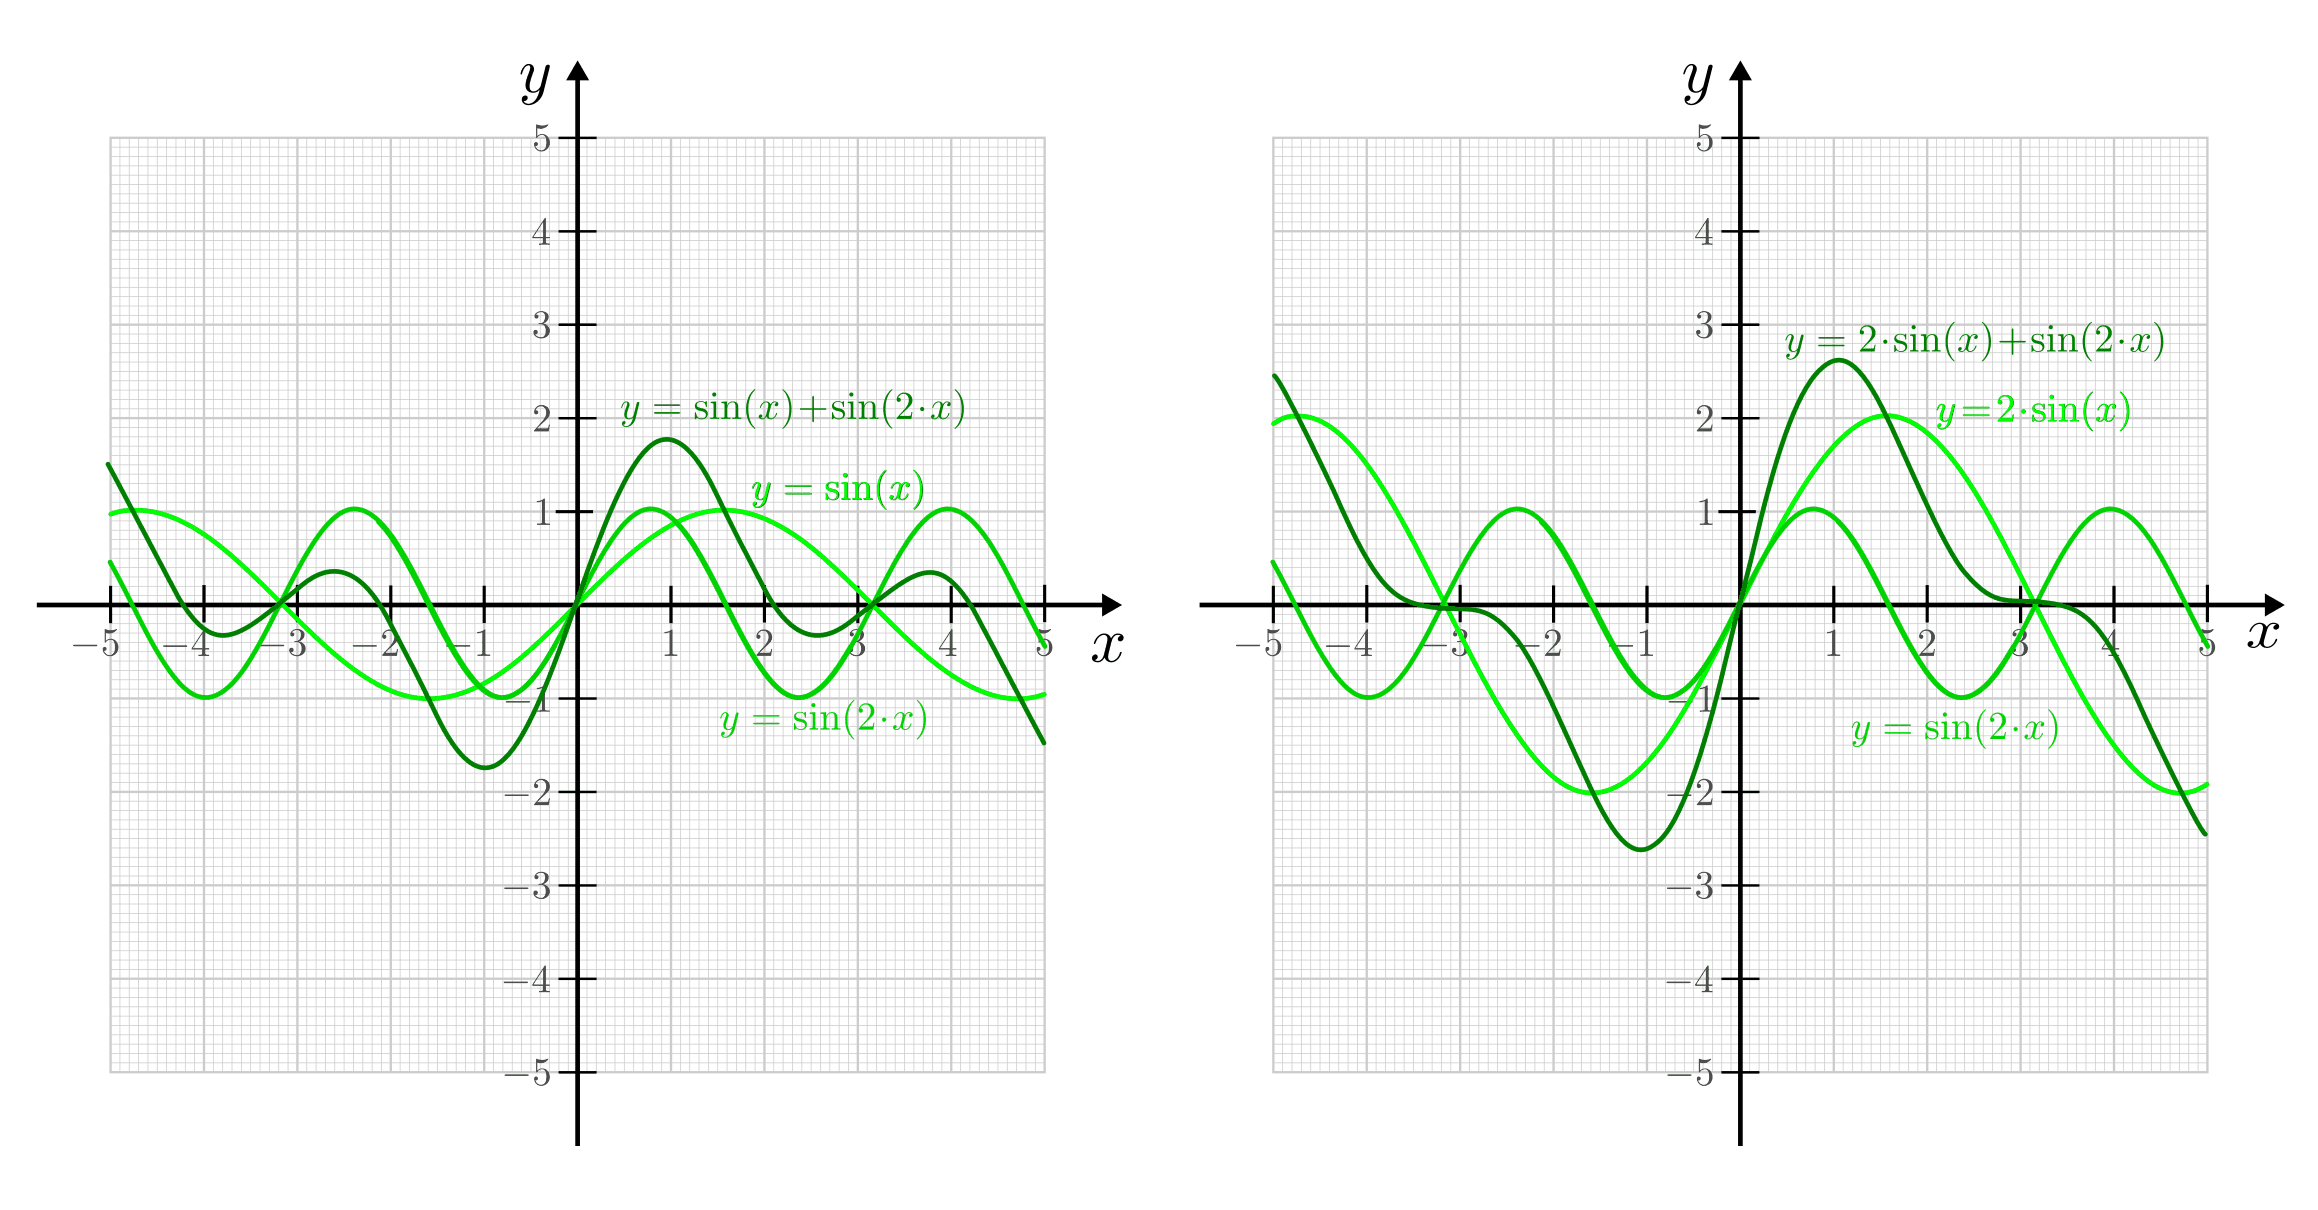 y
5
4
3
2
1
−1
−2
−3
−4
−5
−5 −4 −3 −2 −1 1 2 3 4 5
x
y = sin(x)+sin(2·x)
y = sin(x)
y = sin(2·x)
y
5
4
3
2
1
−1
−2
−3
−4
−5
−5 −4 −3 −2 −1 1 2 3 4 5
x
y = 2·sin(x)+sin(2·x)
y=2·sin(x)
y = sin(2·x)